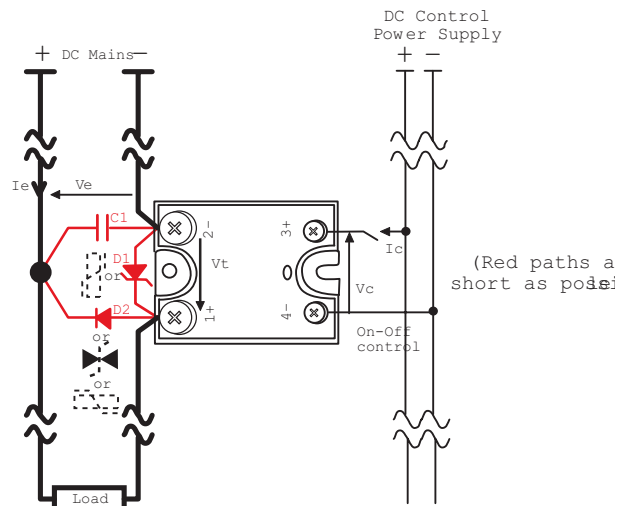 DC Control
Power Supply
+ DC Mains -
+ -
Ie
Ve
C1
2-
3+
Ic
D1
or
Vt
Vc
(Red paths a
short as
D2
1+
4-
On-Off
control
or
or
Load